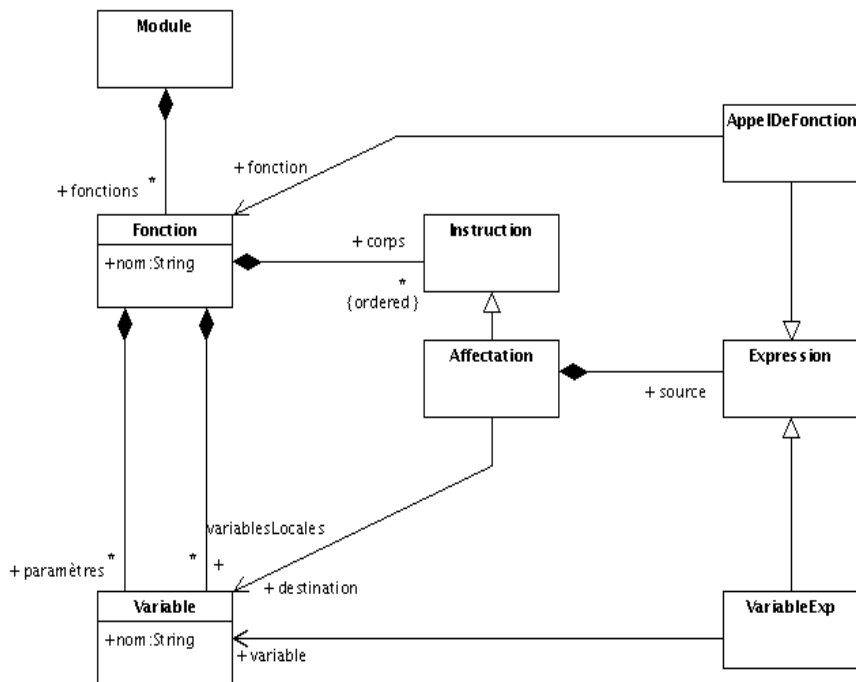 Module
AppelDeFonction
+ fonction
*
+ fonctions
Fonction
+nom:String
+ corps
*
{ordered}
Instruction
Affectation
Expression
+ source
variablesLocales
*
+ paramètres
*
+
+ destination
Variable
+nom:String
+ variable
VariableExp